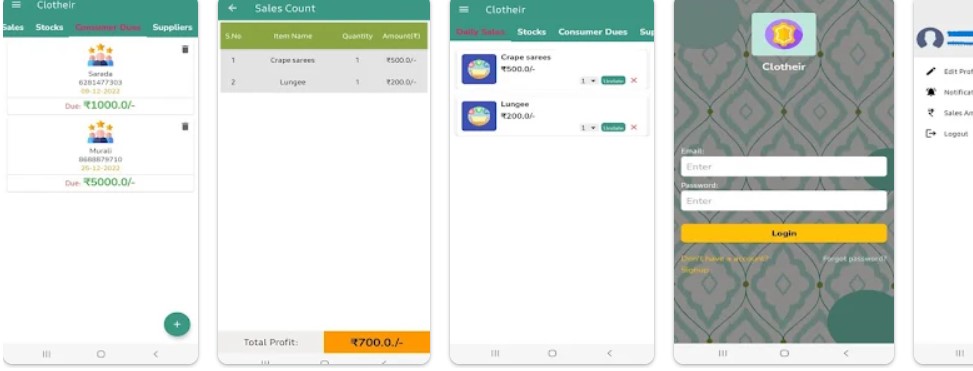 Clotheir
Sales Stocks Consumer Dues Suppliers
Sarada
6281477303
09-12-2022
Due: ₹1000.0/-
Murali
8688879710
25-12-2022
Due: ₹5000.0/-
+
Sales Count
S.No. Item Name Quantity Amount(₹)
1 Crape sarees 1 ₹500.0/-
2 Lungee 1 ₹200.0/-
Total Profit: ₹700.0./-
Clotheir
Daily Sales Stocks Consumer Dues Sup
Crape sarees
₹500.0/-
1 Update
Lungee
₹200.0/-
1 Update
Clotheir
Email:
Enter
Password:
Enter
Login
Don't have a account? Forgot password?
Signup
Edit Prof
Notificat
Sales An
Logout